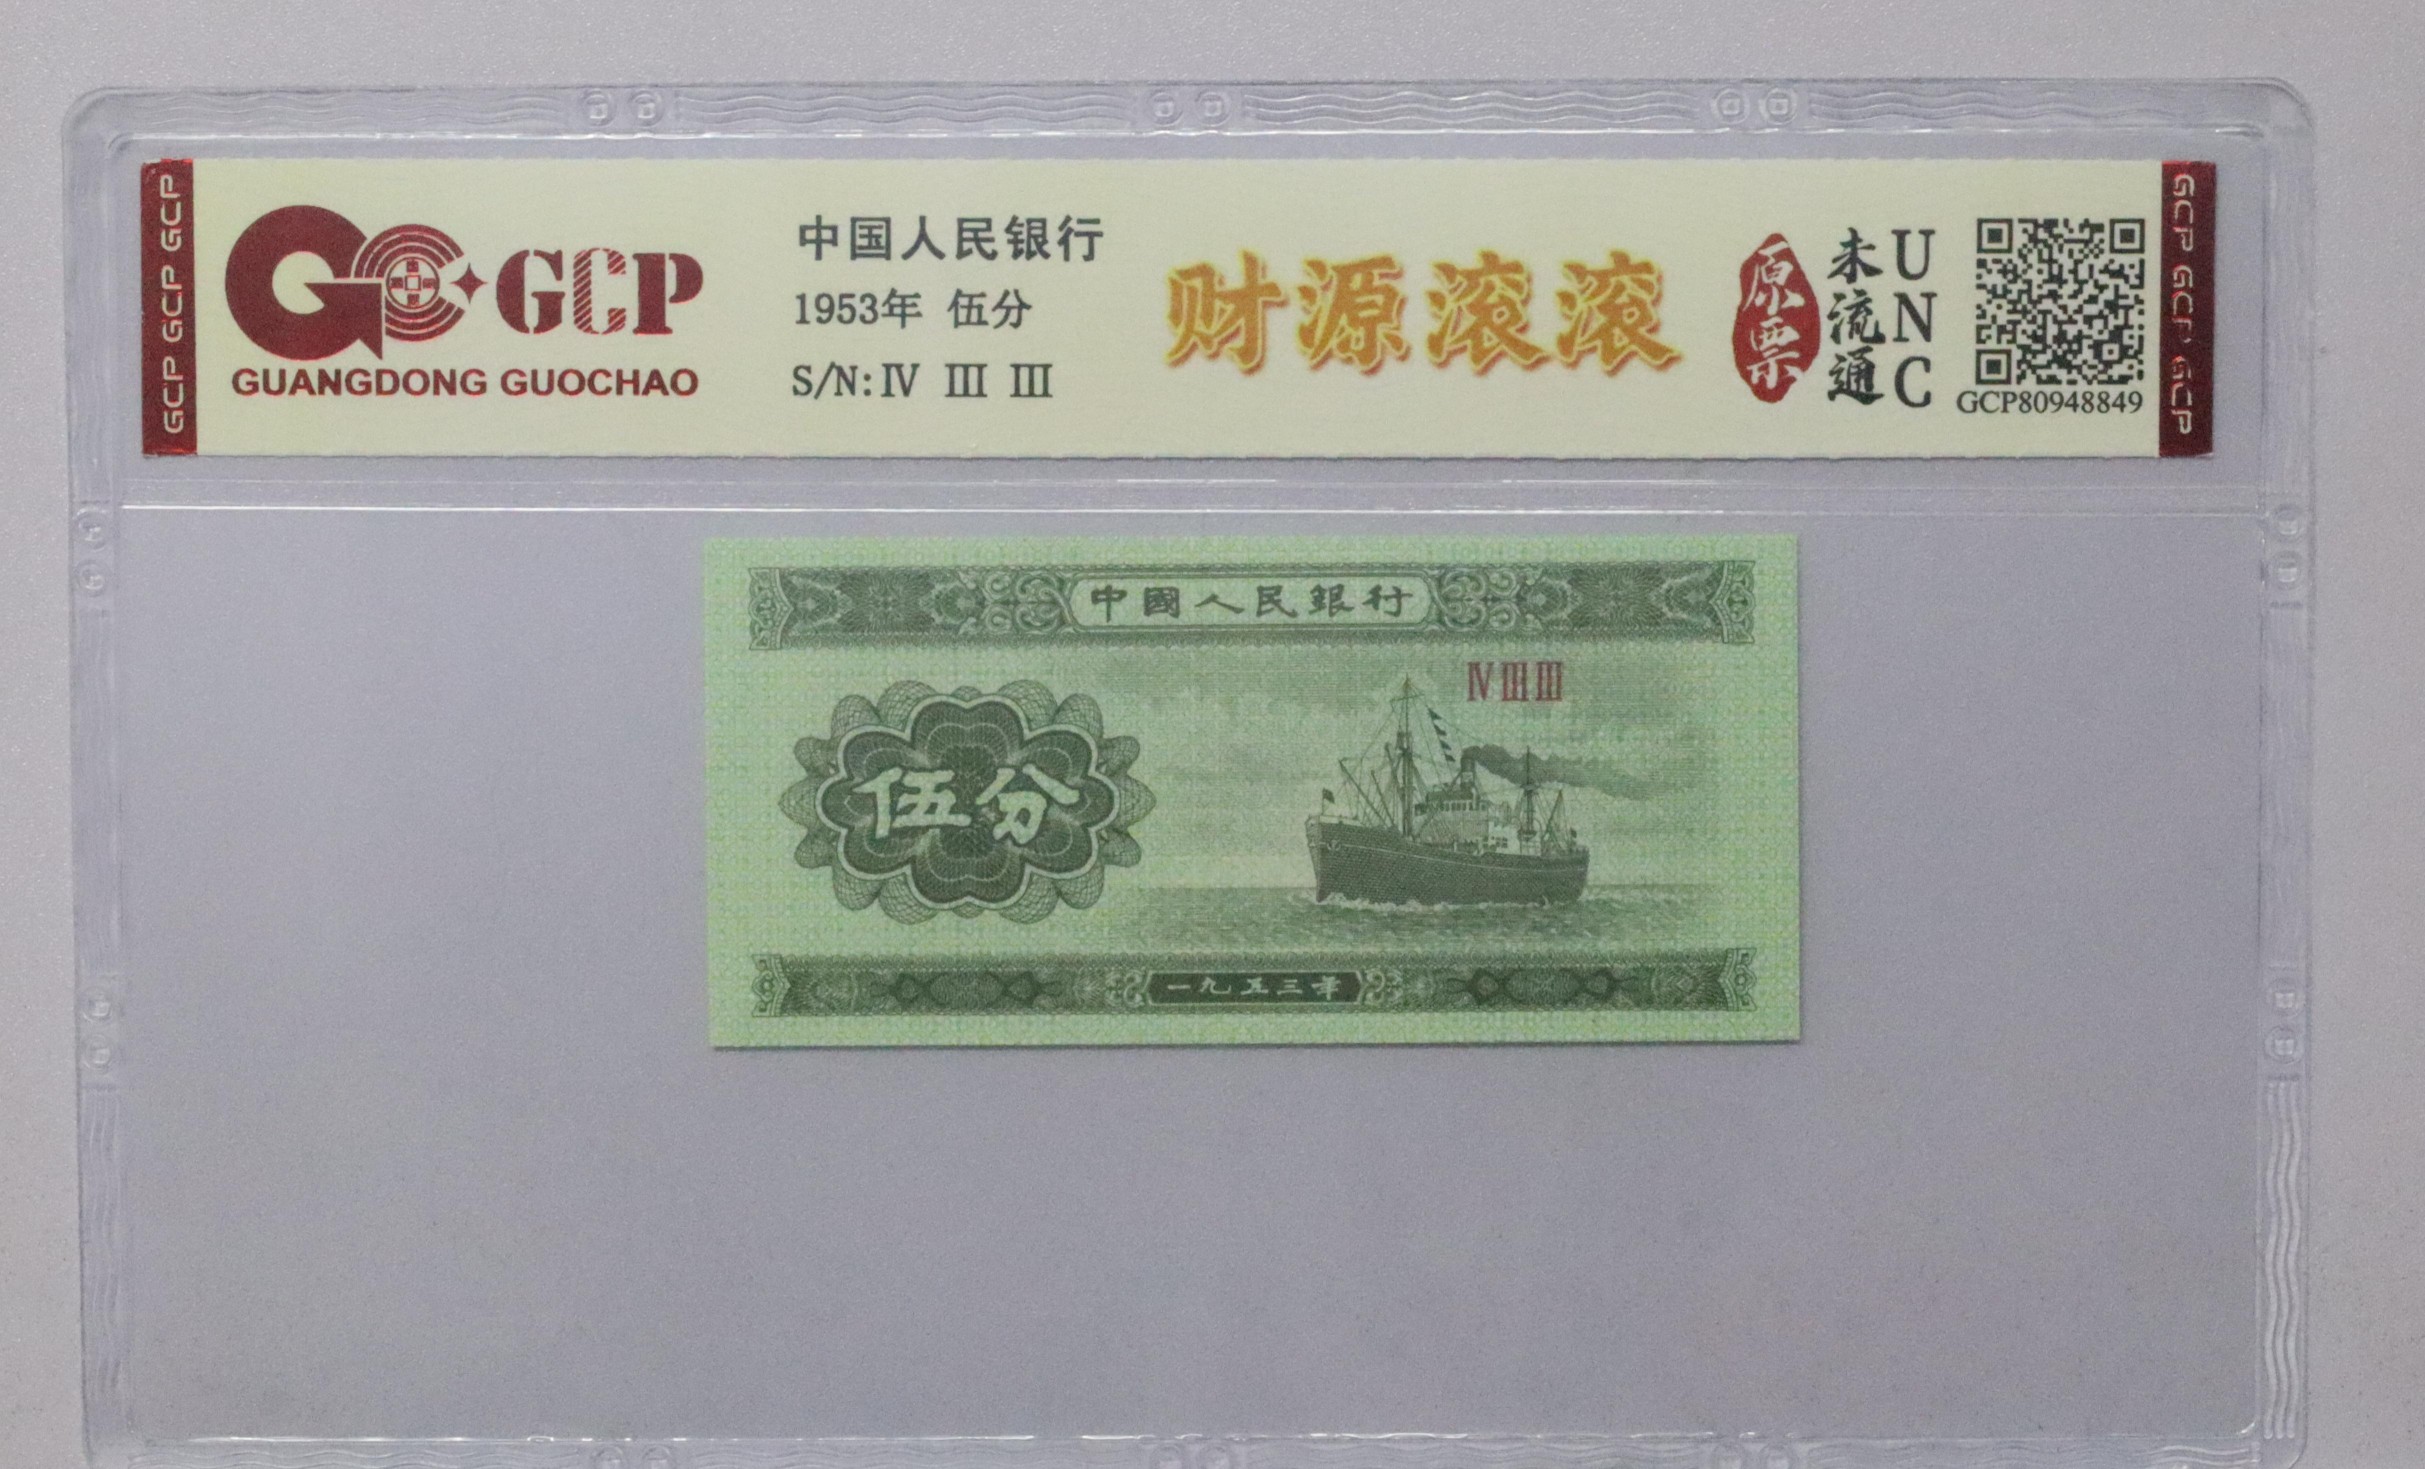 GCP GCP GCP
GCP
GUANGDONG GUOCHAO
中国人民银行
1953年 伍分
S/N: Ⅳ Ⅲ Ⅲ
财源滚滚
原票
未流通
UNC
GCP80948849
GCP GCP GCP
中國人民銀行
Ⅳ Ⅲ Ⅲ
伍分
一九五三年